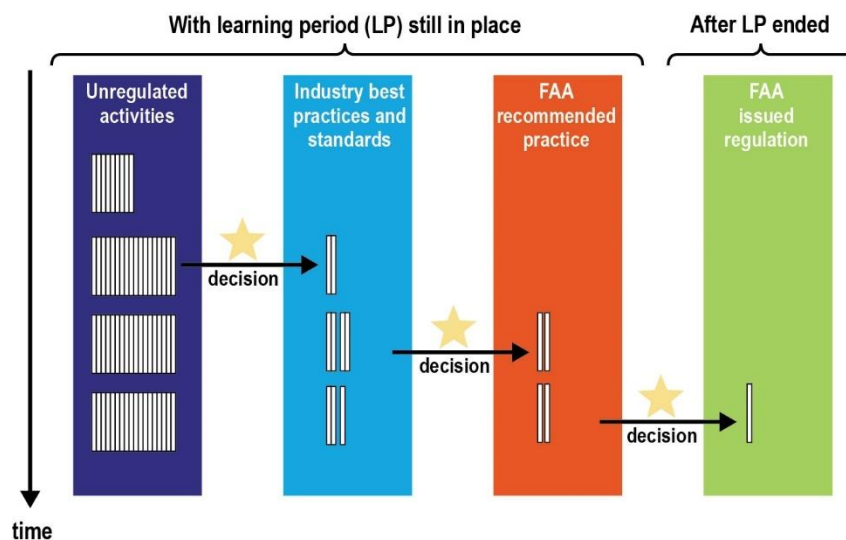 With learning period (LP) still in place
After LP ended
Unregulated
activities
Industry best
practices and
standards
FAA
recommended
practice
FAA
issued
regulation
decision
decision
decision
time